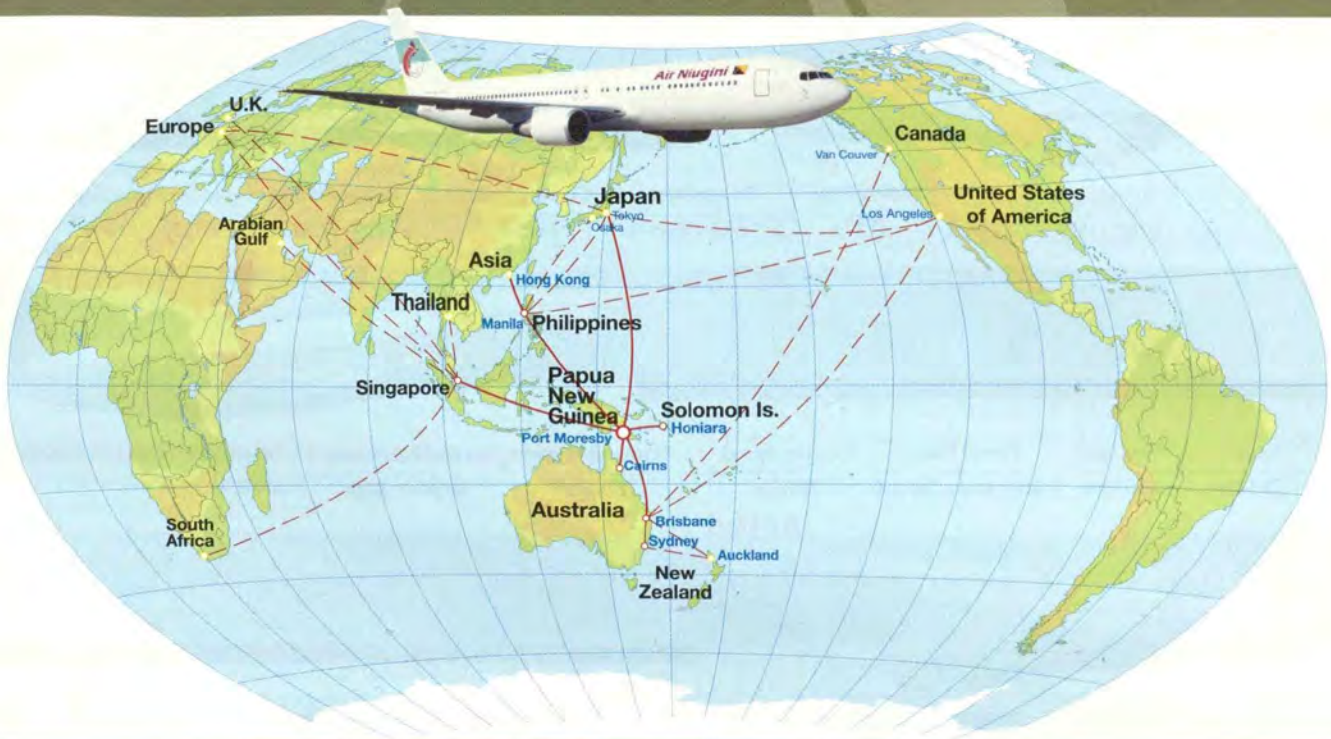 Air Niugini
U.K.
Europe
Canada
Van Couver
United States
of America
Los Angeles
Japan
Tokyo
Osaka
Arabian
Gulf
Asia
Hong Kong
Thailand
Manila
Philippines
Singapore
Papua
New
Guinea
Port Moresby
Solomon Is.
Honiara
Cairns
Australia
Brisbane
Sydney
Auckland
New
Zealand
South
Africa